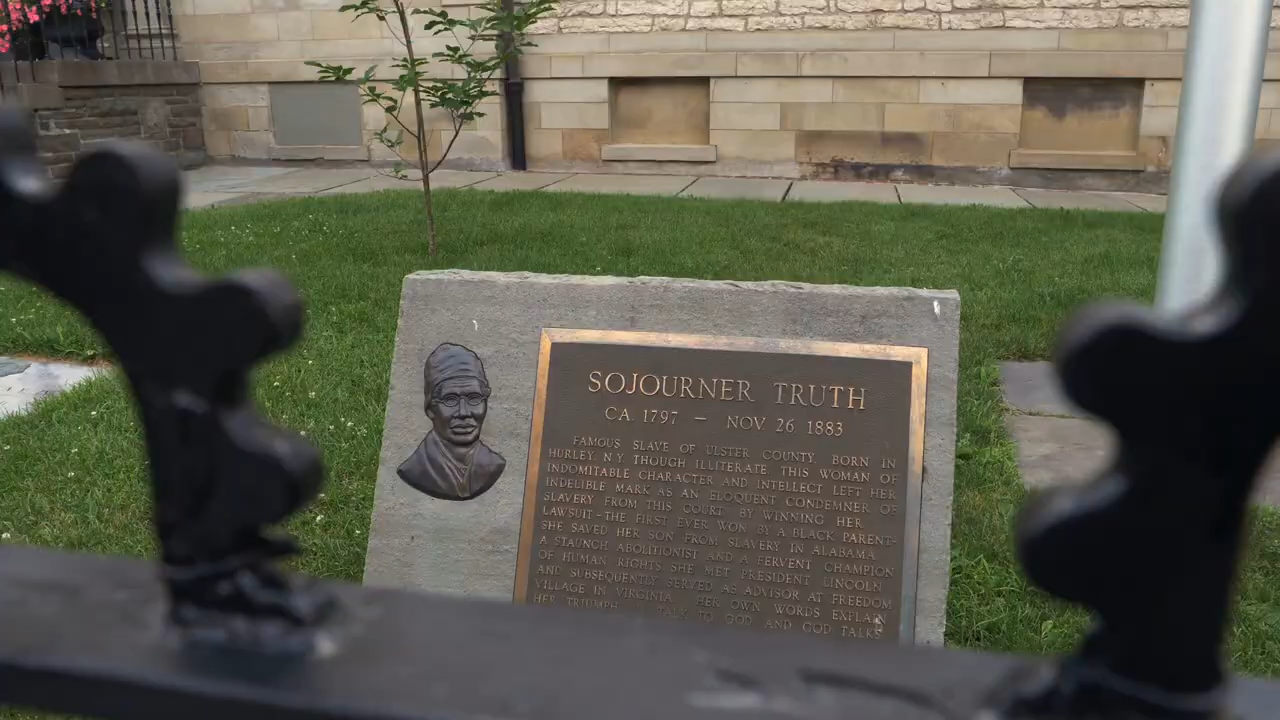 SOJOURNER TRUTH
CA. 1797 — NOV 26 1883
FAMOUS SLAVE OF ULSTER COUNTY. BORN IN
HURLEY, N.Y. THOUGH ILLITERATE, THIS WOMAN OF
INDOMITABLE CHARACTER AND INTELLECT LEFT HER
INDELIBLE MARK AS AN ELOQUENT CONDEMNER OF
SLAVERY. FROM THIS COURT BY WINNING HER
LAWSUIT - THE FIRST EVER WON BY A BLACK PARENT-
SHE SAVED HER SON FROM SLAVERY IN ALABAMA
A STAUNCH ABOLITIONIST AND A FERVENT CHAMPION
OF HUMAN RIGHTS SHE MET PRESIDENT LINCOLN
AND SUBSEQUENTLY SERVED AS ADVISOR AT FREEDOM
VILLAGE IN VIRGINIA. HER OWN WORDS EXPLAIN
HER TRIUMPH TALK TO GOD AND GOD TALKS